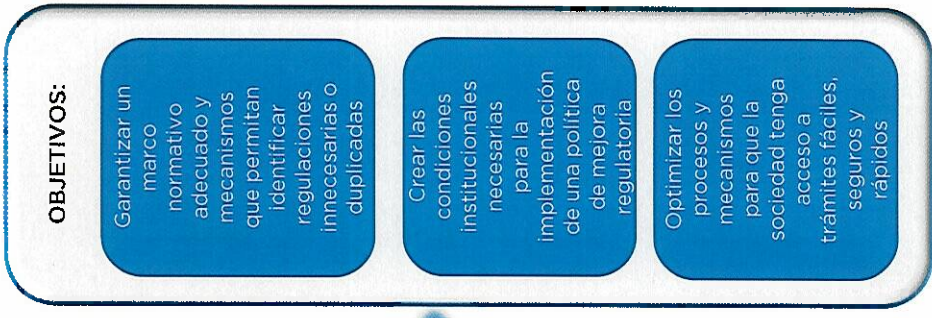 OBJETIVOS:
Garantizar un
marco
normativo
adecuado y
mecanismos
que permitan
identificar
regulaciones
innecesarias o
duplicadas
Crear las
condiciones
institucionales
necesarias
para la
implementación
de una política
de mejora
regulatoria
Optimizar los
procesos y
mecanismos
para que la
sociedad tenga
acceso a
trámites fáciles,
seguros y
rápidos